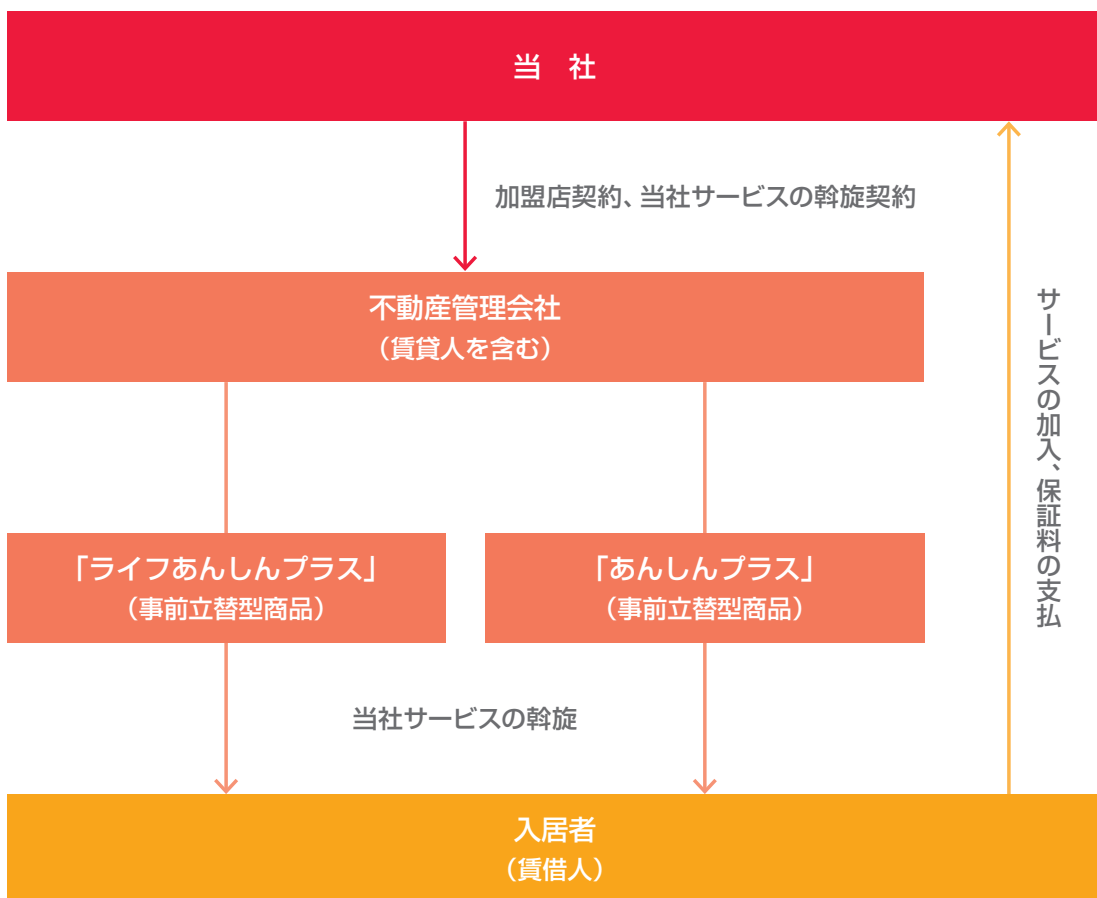 当 社
加盟店契約、当社サービスの斡旋契約
不動産管理会社
（賃貸人を含む）
サービスの加入、保証料の支払
「ライフあんしんプラス」
（事前立替型商品）
「あんしんプラス」
（事前立替型商品）
当社サービスの斡旋
入居者
（賃借人）